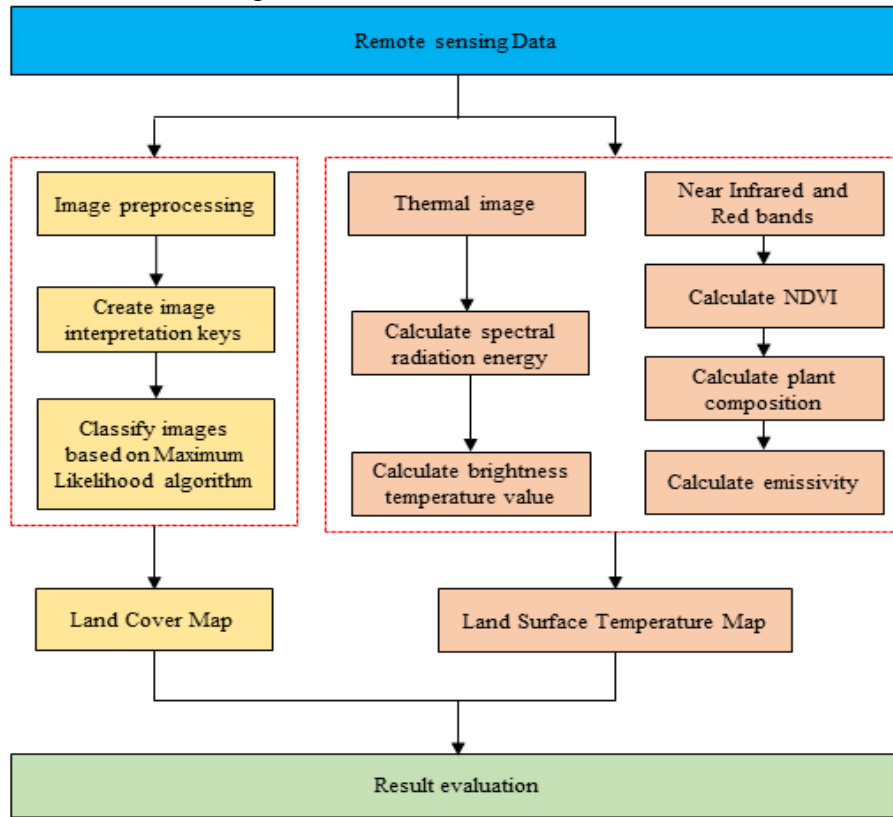 Remote sensing Data
Image preprocessing
Create image
interpretation keys
Classify images
based on Maximum
Likelihood algorithm
Land Cover Map
Thermal image
Calculate spectral
radiation energy
Calculate brightness
temperature value
Near Infrared and
Red bands
Calculate NDVI
Calculate plant
composition
Calculate emissivity
Land Surface Temperature Map
Result evaluation